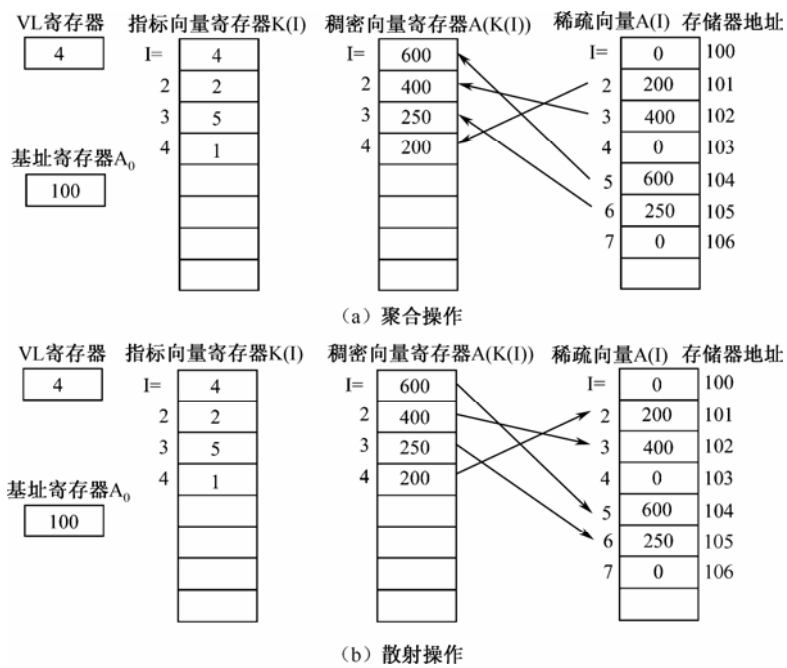 VL寄存器 指标向量寄存器K(I) 稠密向量寄存器A(K(I)) 稀疏向量A(I) 存储器地址
4 I= 4 I= 600 I= 0 100
2 2 2 400 2 200 101
3 5 3 250 3 400 102
基址寄存器A₀ 4 1 4 200 4 0 103
100 5 600 104
6 250 105
7 0 106
（a）聚合操作
VL寄存器 指标向量寄存器K(I) 稠密向量寄存器A(K(I)) 稀疏向量A(I) 存储器地址
4 I= 4 I= 600 I= 0 100
2 2 2 400 2 200 101
3 5 3 250 3 400 102
基址寄存器A₀ 4 1 4 200 4 0 103
100 5 600 104
6 250 105
7 0 106
（b）散射操作